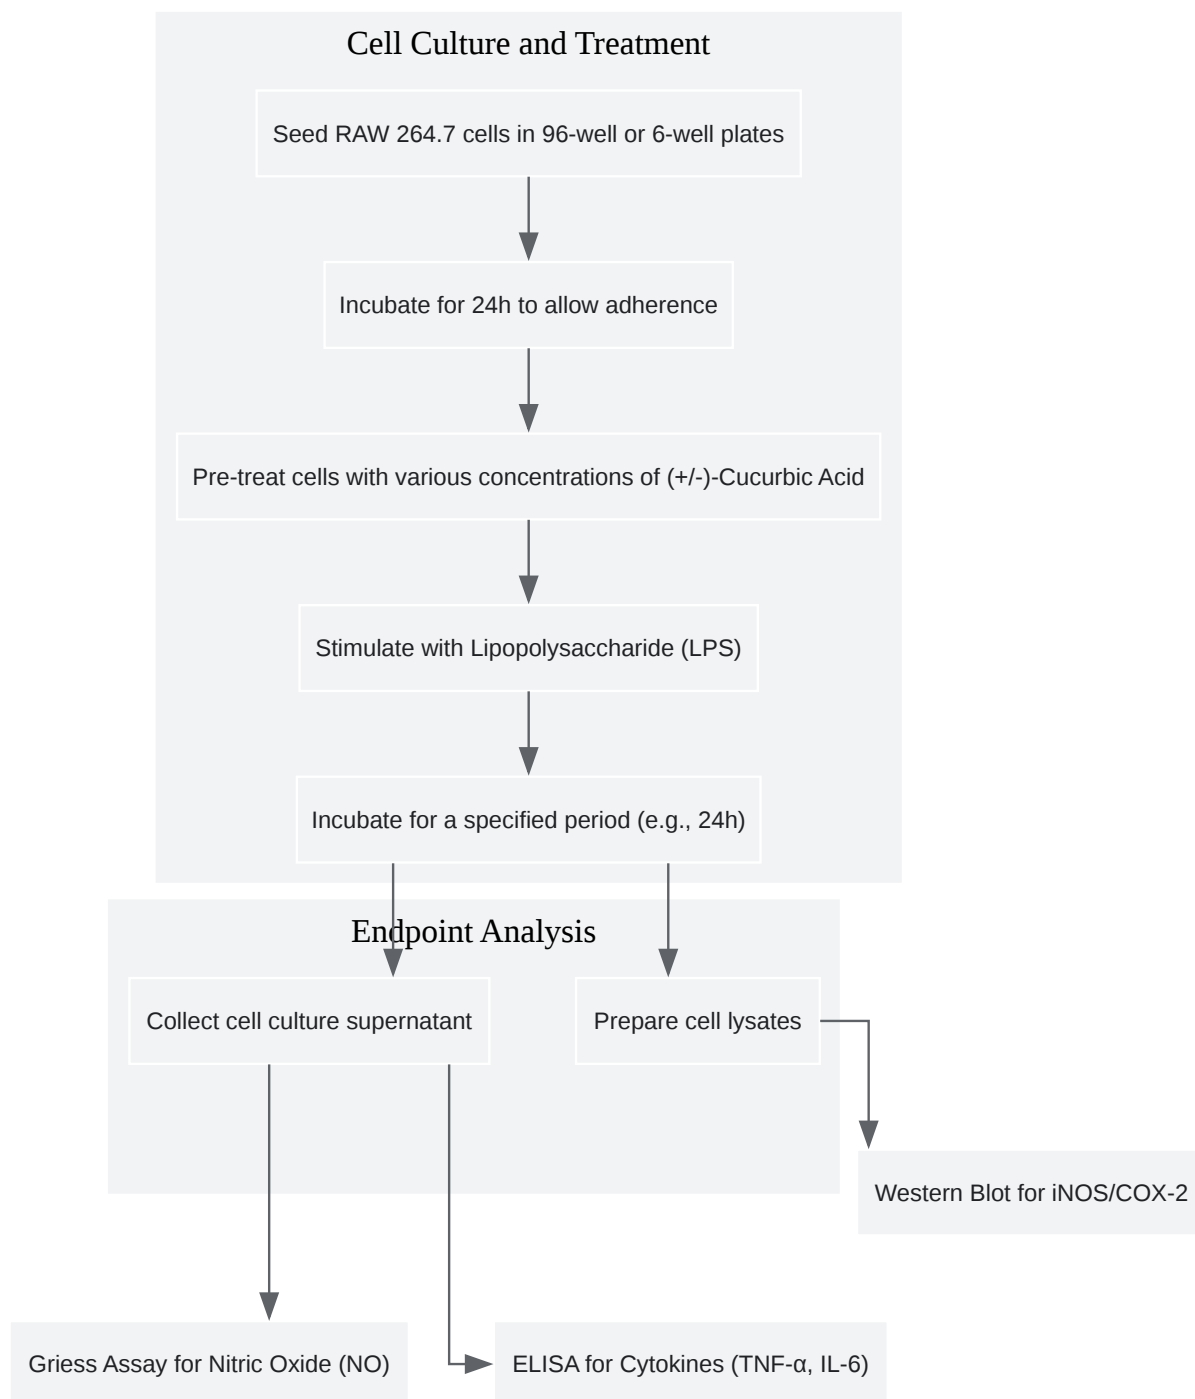 Cell Culture and Treatment
Seed RAW 264.7 cells in 96-well or 6-well plates
Incubate for 24h to allow adherence
Pre-treat cells with various concentrations of (+/-)-Cucurbic Acid
Stimulate with Lipopolysaccharide (LPS)
Incubate for a specified period (e.g., 24h)
Endpoint Analysis
Collect cell culture supernatant
Prepare cell lysates
Western Blot for iNOS/COX-2
Griess Assay for Nitric Oxide (NO)
ELISA for Cytokines (TNF-α, IL-6)